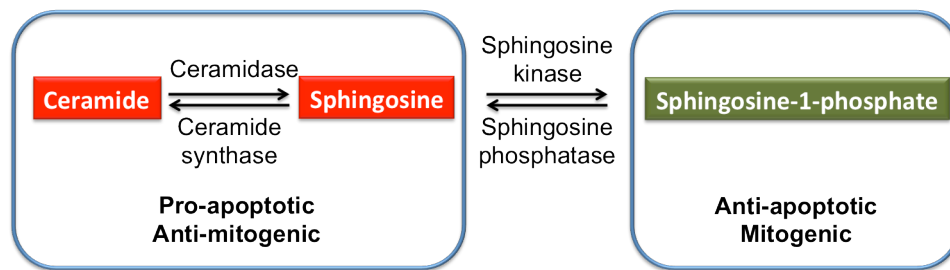 Ceramide
Ceramidase
Ceramide
synthase
Sphingosine
Pro-apoptotic
Anti-mitogenic
Sphingosine
kinase
Sphingosine
phosphatase
Sphingosine-1-phosphate
Anti-apoptotic
Mitogenic